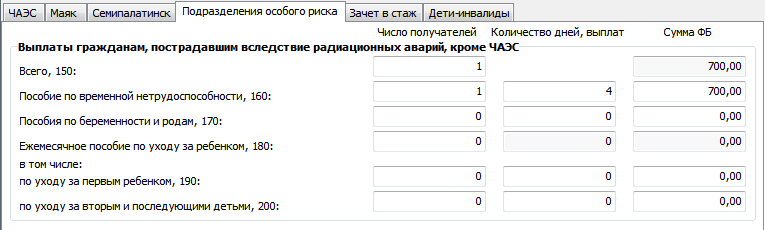 ЧАЭС Маяк Семипалатинск Подразделения особого риска Зачет в стаж Дети-инвалиды
Число получателей Количество дней, выплат Сумма ФБ
Выплаты гражданам, пострадавшим вследствие радиационных аварий, кроме ЧАЭС
Всего, 150: 1 700,00
Пособие по временной нетрудоспособности, 160: 1 4 700,00
Пособия по беременности и родам, 170: 0 0 0,00
Ежемесячное пособие по уходу за ребенком, 180: 0 0 0,00
в том числе:
по уходу за первым ребенком, 190: 0 0 0,00
по уходу за вторым и последующими детьми, 200: 0 0 0,00